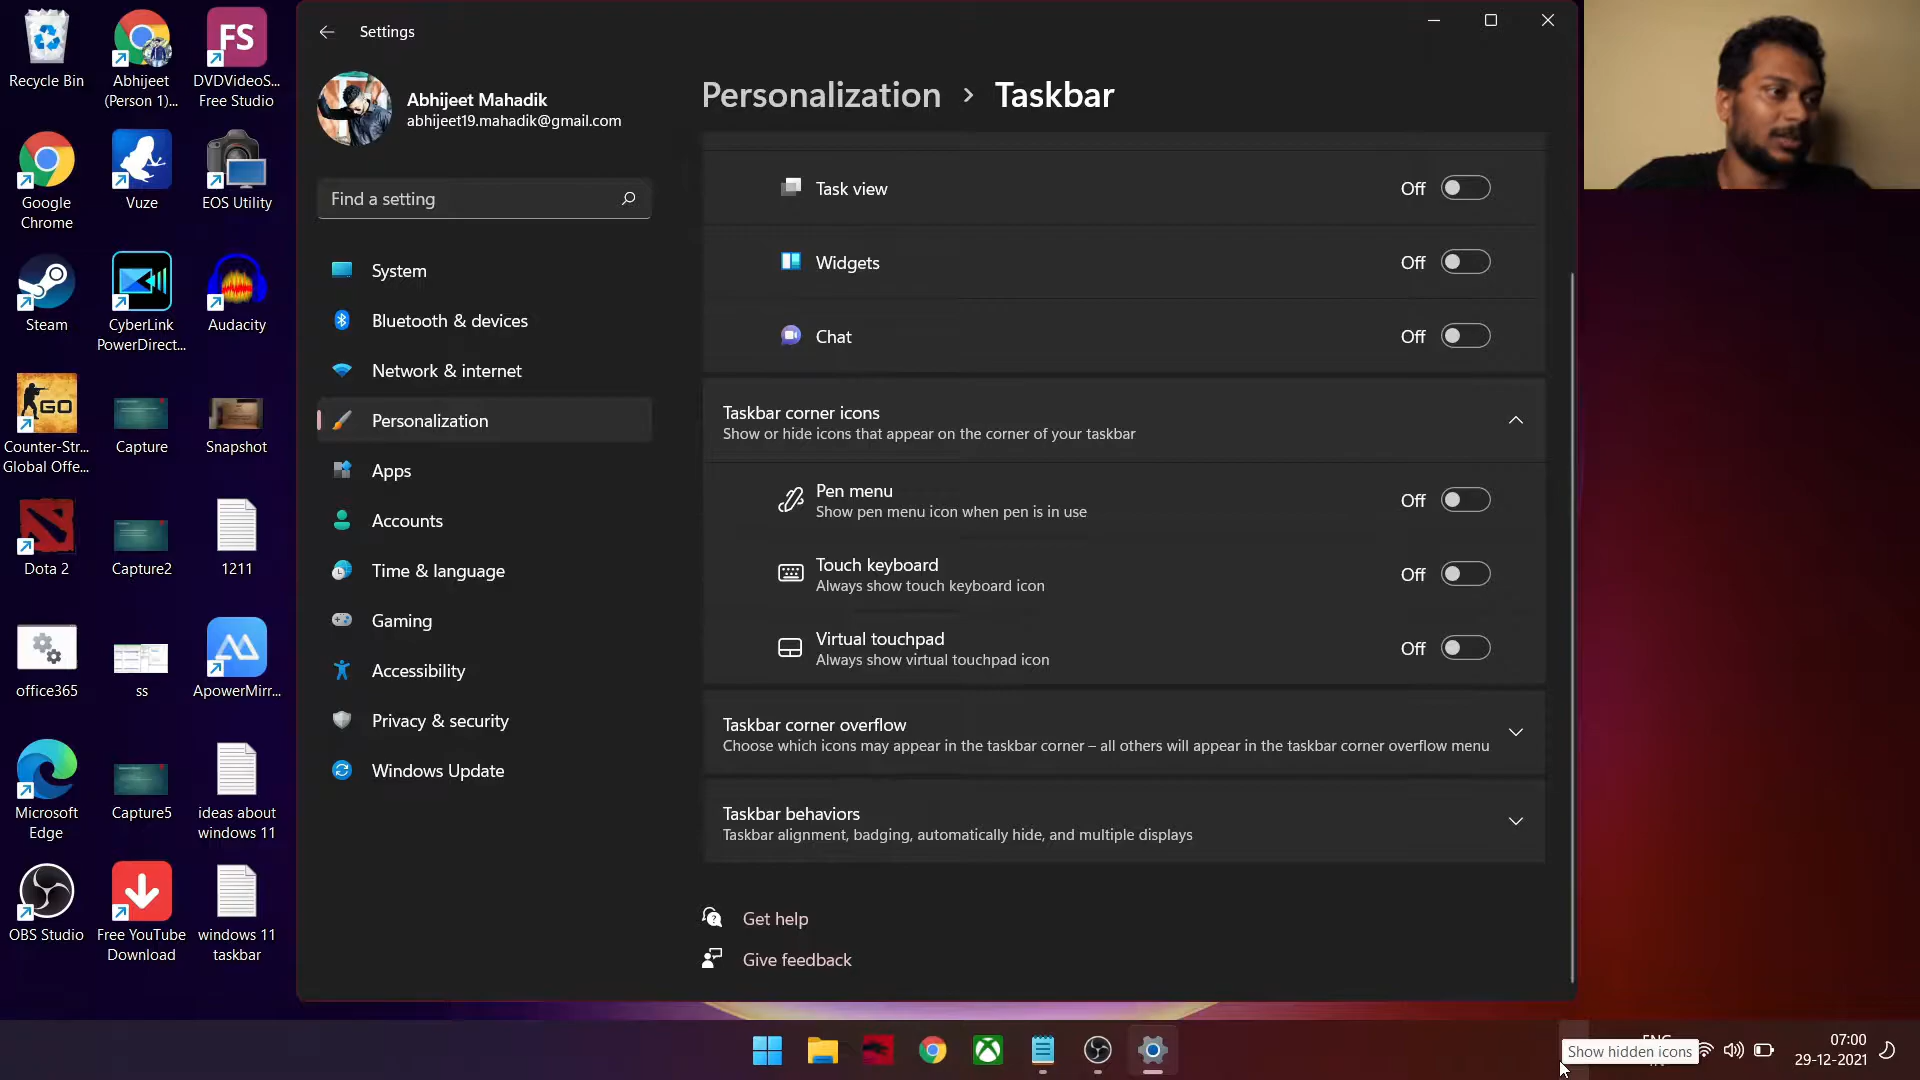 Recycle Bin
Abhijeet
(Person 1)...
DVDVideoS...
Free Studio
FS
Google
Chrome
Vuze
EOS Utility
Steam
CyberLink
PowerDirect...
Audacity
GO
Counter-Str...
Global Offe...
Capture
Snapshot
Dota 2
Capture2
1211
office365
ss
ApowerMirr...
Microsoft
Edge
Capture5
ideas about
windows 11
OBS Studio
Free YouTube
Download
windows 11
taskbar
Settings
Abhijeet Mahadik
abhijeet19.mahadik@gmail.com
Find a setting
System
Bluetooth & devices
Network & internet
Personalization
Apps
Accounts
Time & language
Gaming
Accessibility
Privacy & security
Windows Update
Personalization > Taskbar
Task view Off
Widgets Off
Chat Off
Taskbar corner icons
Show or hide icons that appear on the corner of your taskbar
Pen menu
Show pen menu icon when pen is in use
Off
Touch keyboard
Always show touch keyboard icon
Off
Virtual touchpad
Always show virtual touchpad icon
Off
Taskbar corner overflow
Choose which icons may appear in the taskbar corner – all others will appear in the taskbar corner overflow menu
Taskbar behaviors
Taskbar alignment, badging, automatically hide, and multiple displays
Get help
Give feedback
Show hidden icons
07:00
29-12-2021